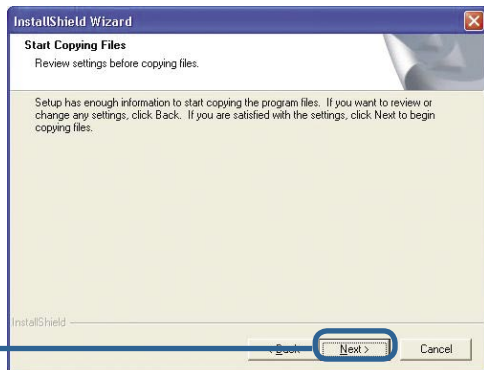 InstallShield Wizard
Start Copying Files
Review settings before copying files.
Setup has enough information to start copying the program files. If you want to review or
change any settings, click Back. If you are satisfied with the settings, click Next to begin
copying files.
InstallShield
< Back Next > Cancel